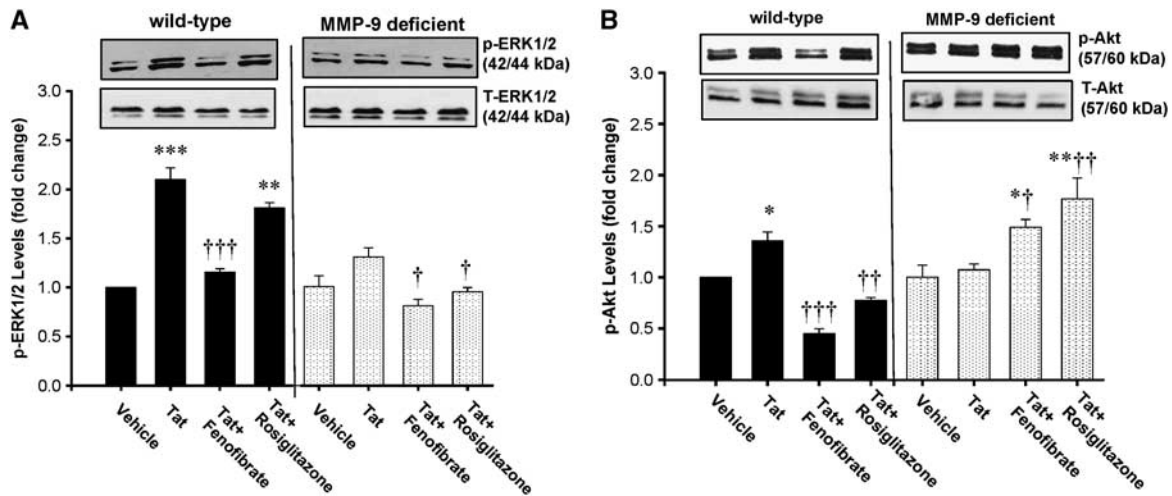 A
wild-type
MMP-9 deficient
p-ERK1/2
(42/44 kDa)
T-ERK1/2
(42/44 kDa)
p-ERK1/2 Levels (fold change)
3.0
2.5
2.0
1.5
1.0
0.5
0.0
***
†††
**
†
†
Vehicle
Tat
Tat+
Fenofibrate
Tat+
Rosiglitazone
Vehicle
Tat
Tat+
Fenofibrate
Tat+
Rosiglitazone
B
wild-type
MMP-9 deficient
p-Akt
(57/60 kDa)
T-Akt
(57/60 kDa)
p-Akt Levels (fold change)
3.0
2.5
2.0
1.5
1.0
0.5
0.0
*
†††
††
*†
**††
Vehicle
Tat
Tat+
Fenofibrate
Tat+
Rosiglitazone
Vehicle
Tat
Tat+
Fenofibrate
Tat+
Rosiglitazone